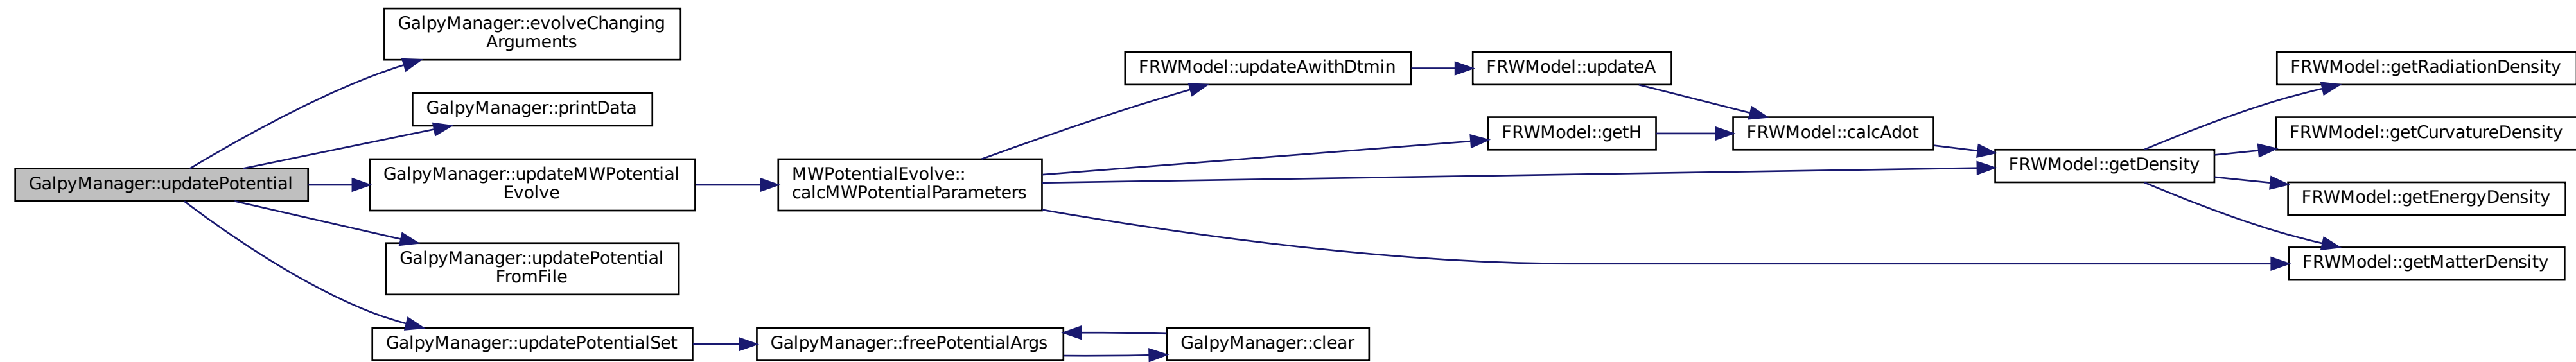 GalpyManager::updatePotential
GalpyManager::evolveChanging
Arguments
GalpyManager::printData
GalpyManager::updateMWPotential
Evolve
GalpyManager::updatePotential
FromFile
GalpyManager::updatePotentialSet
MWPotentialEvolve::
calcMWPotentialParameters
GalpyManager::freePotentialArgs
FRWModel::updateAwithDtmin
GalpyManager::clear
FRWModel::updateA
FRWModel::getH
FRWModel::calcAdot
FRWModel::getDensity
FRWModel::getRadiationDensity
FRWModel::getCurvatureDensity
FRWModel::getEnergyDensity
FRWModel::getMatterDensity